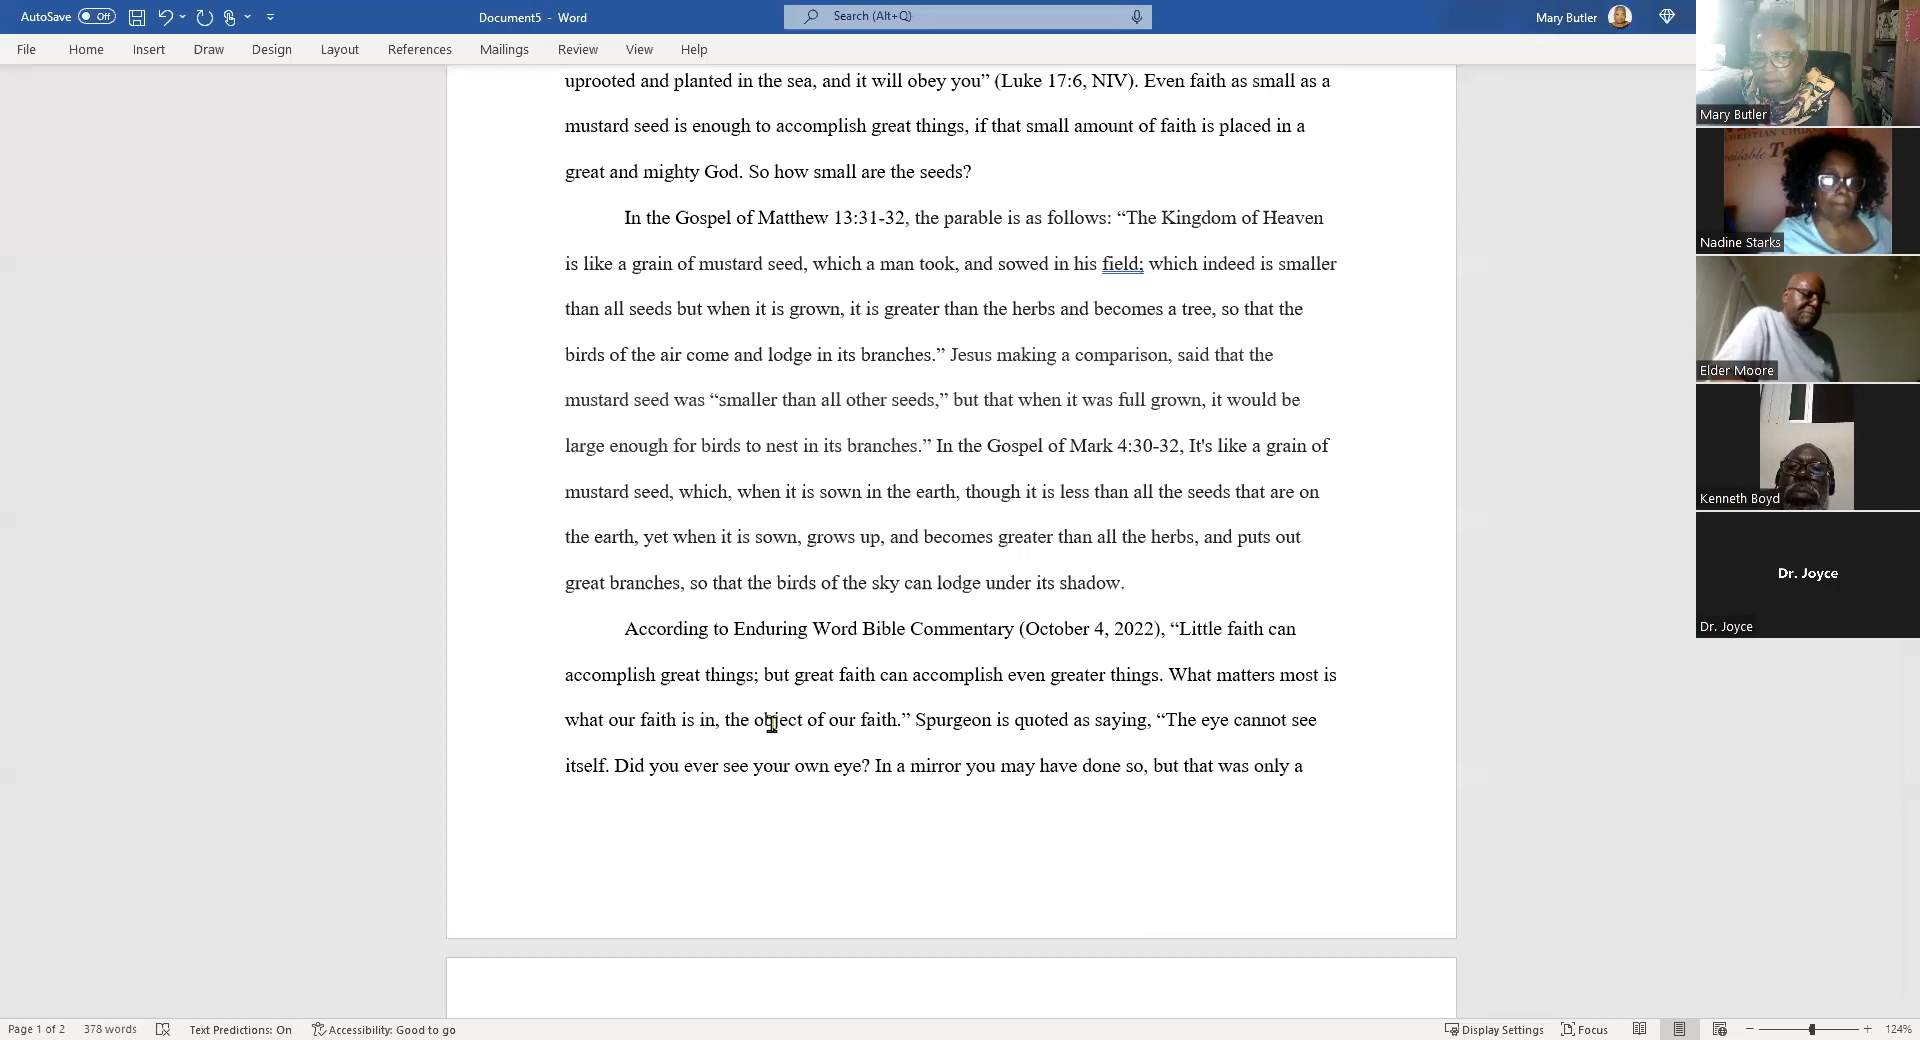 AutoSave Off
Document5 - Word
Search (Alt+Q)
Mary Butler
File Home Insert Draw Design Layout References Mailings Review View Help
uprooted and planted in the sea, and it will obey you” (Luke 17:6, NIV). Even faith as small as a
mustard seed is enough to accomplish great things, if that small amount of faith is placed in a
great and mighty God. So how small are the seeds?
In the Gospel of Matthew 13:31-32, the parable is as follows: “The Kingdom of Heaven
is like a grain of mustard seed, which a man took, and sowed in his field; which indeed is smaller
than all seeds but when it is grown, it is greater than the herbs and becomes a tree, so that the
birds of the air come and lodge in its branches.” Jesus making a comparison, said that the
mustard seed was “smaller than all other seeds,” but that when it was full grown, it would be
large enough for birds to nest in its branches.” In the Gospel of Mark 4:30-32, It's like a grain of
mustard seed, which, when it is sown in the earth, though it is less than all the seeds that are on
the earth, yet when it is sown, grows up, and becomes greater than all the herbs, and puts out
great branches, so that the birds of the sky can lodge under its shadow.
According to Enduring Word Bible Commentary (October 4, 2022), “Little faith can
accomplish great things; but great faith can accomplish even greater things. What matters most is
what our faith is in, the object of our faith.” Spurgeon is quoted as saying, “The eye cannot see
itself. Did you ever see your own eye? In a mirror you may have done so, but that was only a
Mary Butler
Nadine Starks
Elder Moore
Kenneth Boyd
Dr. Joyce
Dr. Joyce
Page 1 of 2 378 words Text Predictions: On Accessibility: Good to go
Display Settings Focus 124%